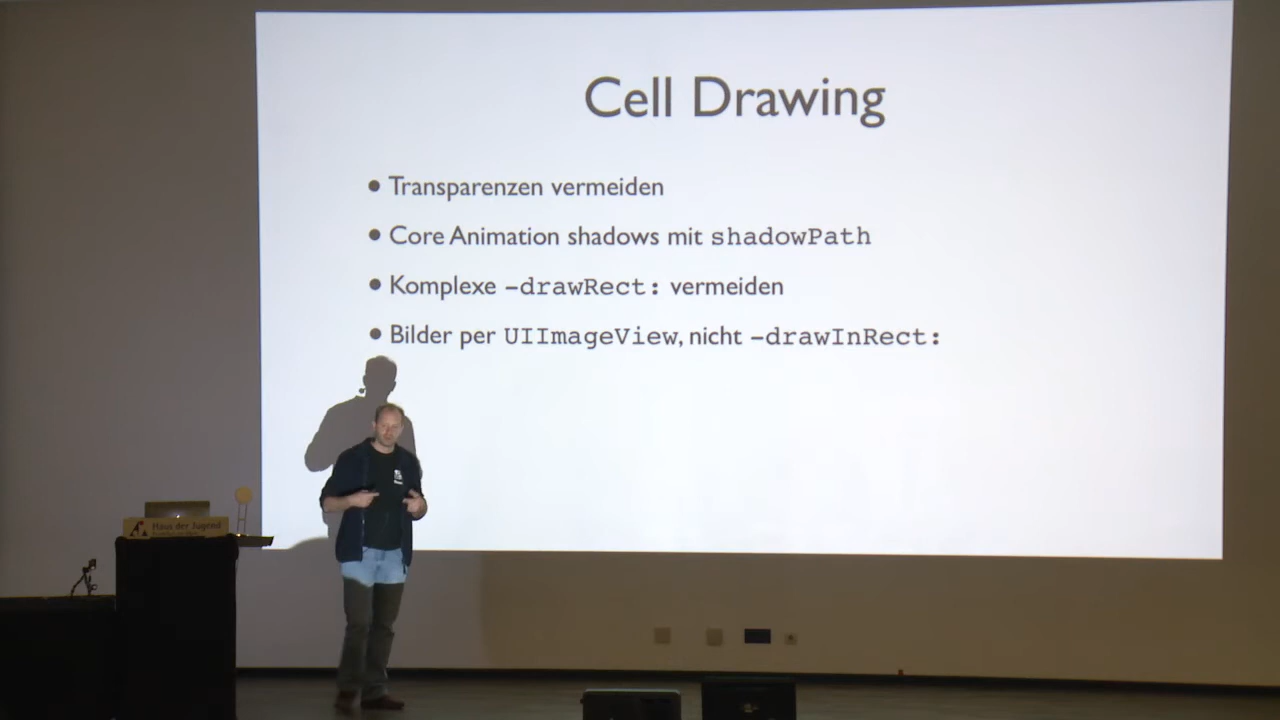 Cell Drawing
• Transparenzen vermeiden
• Core Animation shadows mit shadowPath
• Komplexe -drawRect: vermeiden
• Bilder per UIImageView, nicht -drawInRect:
Haus der Jugend